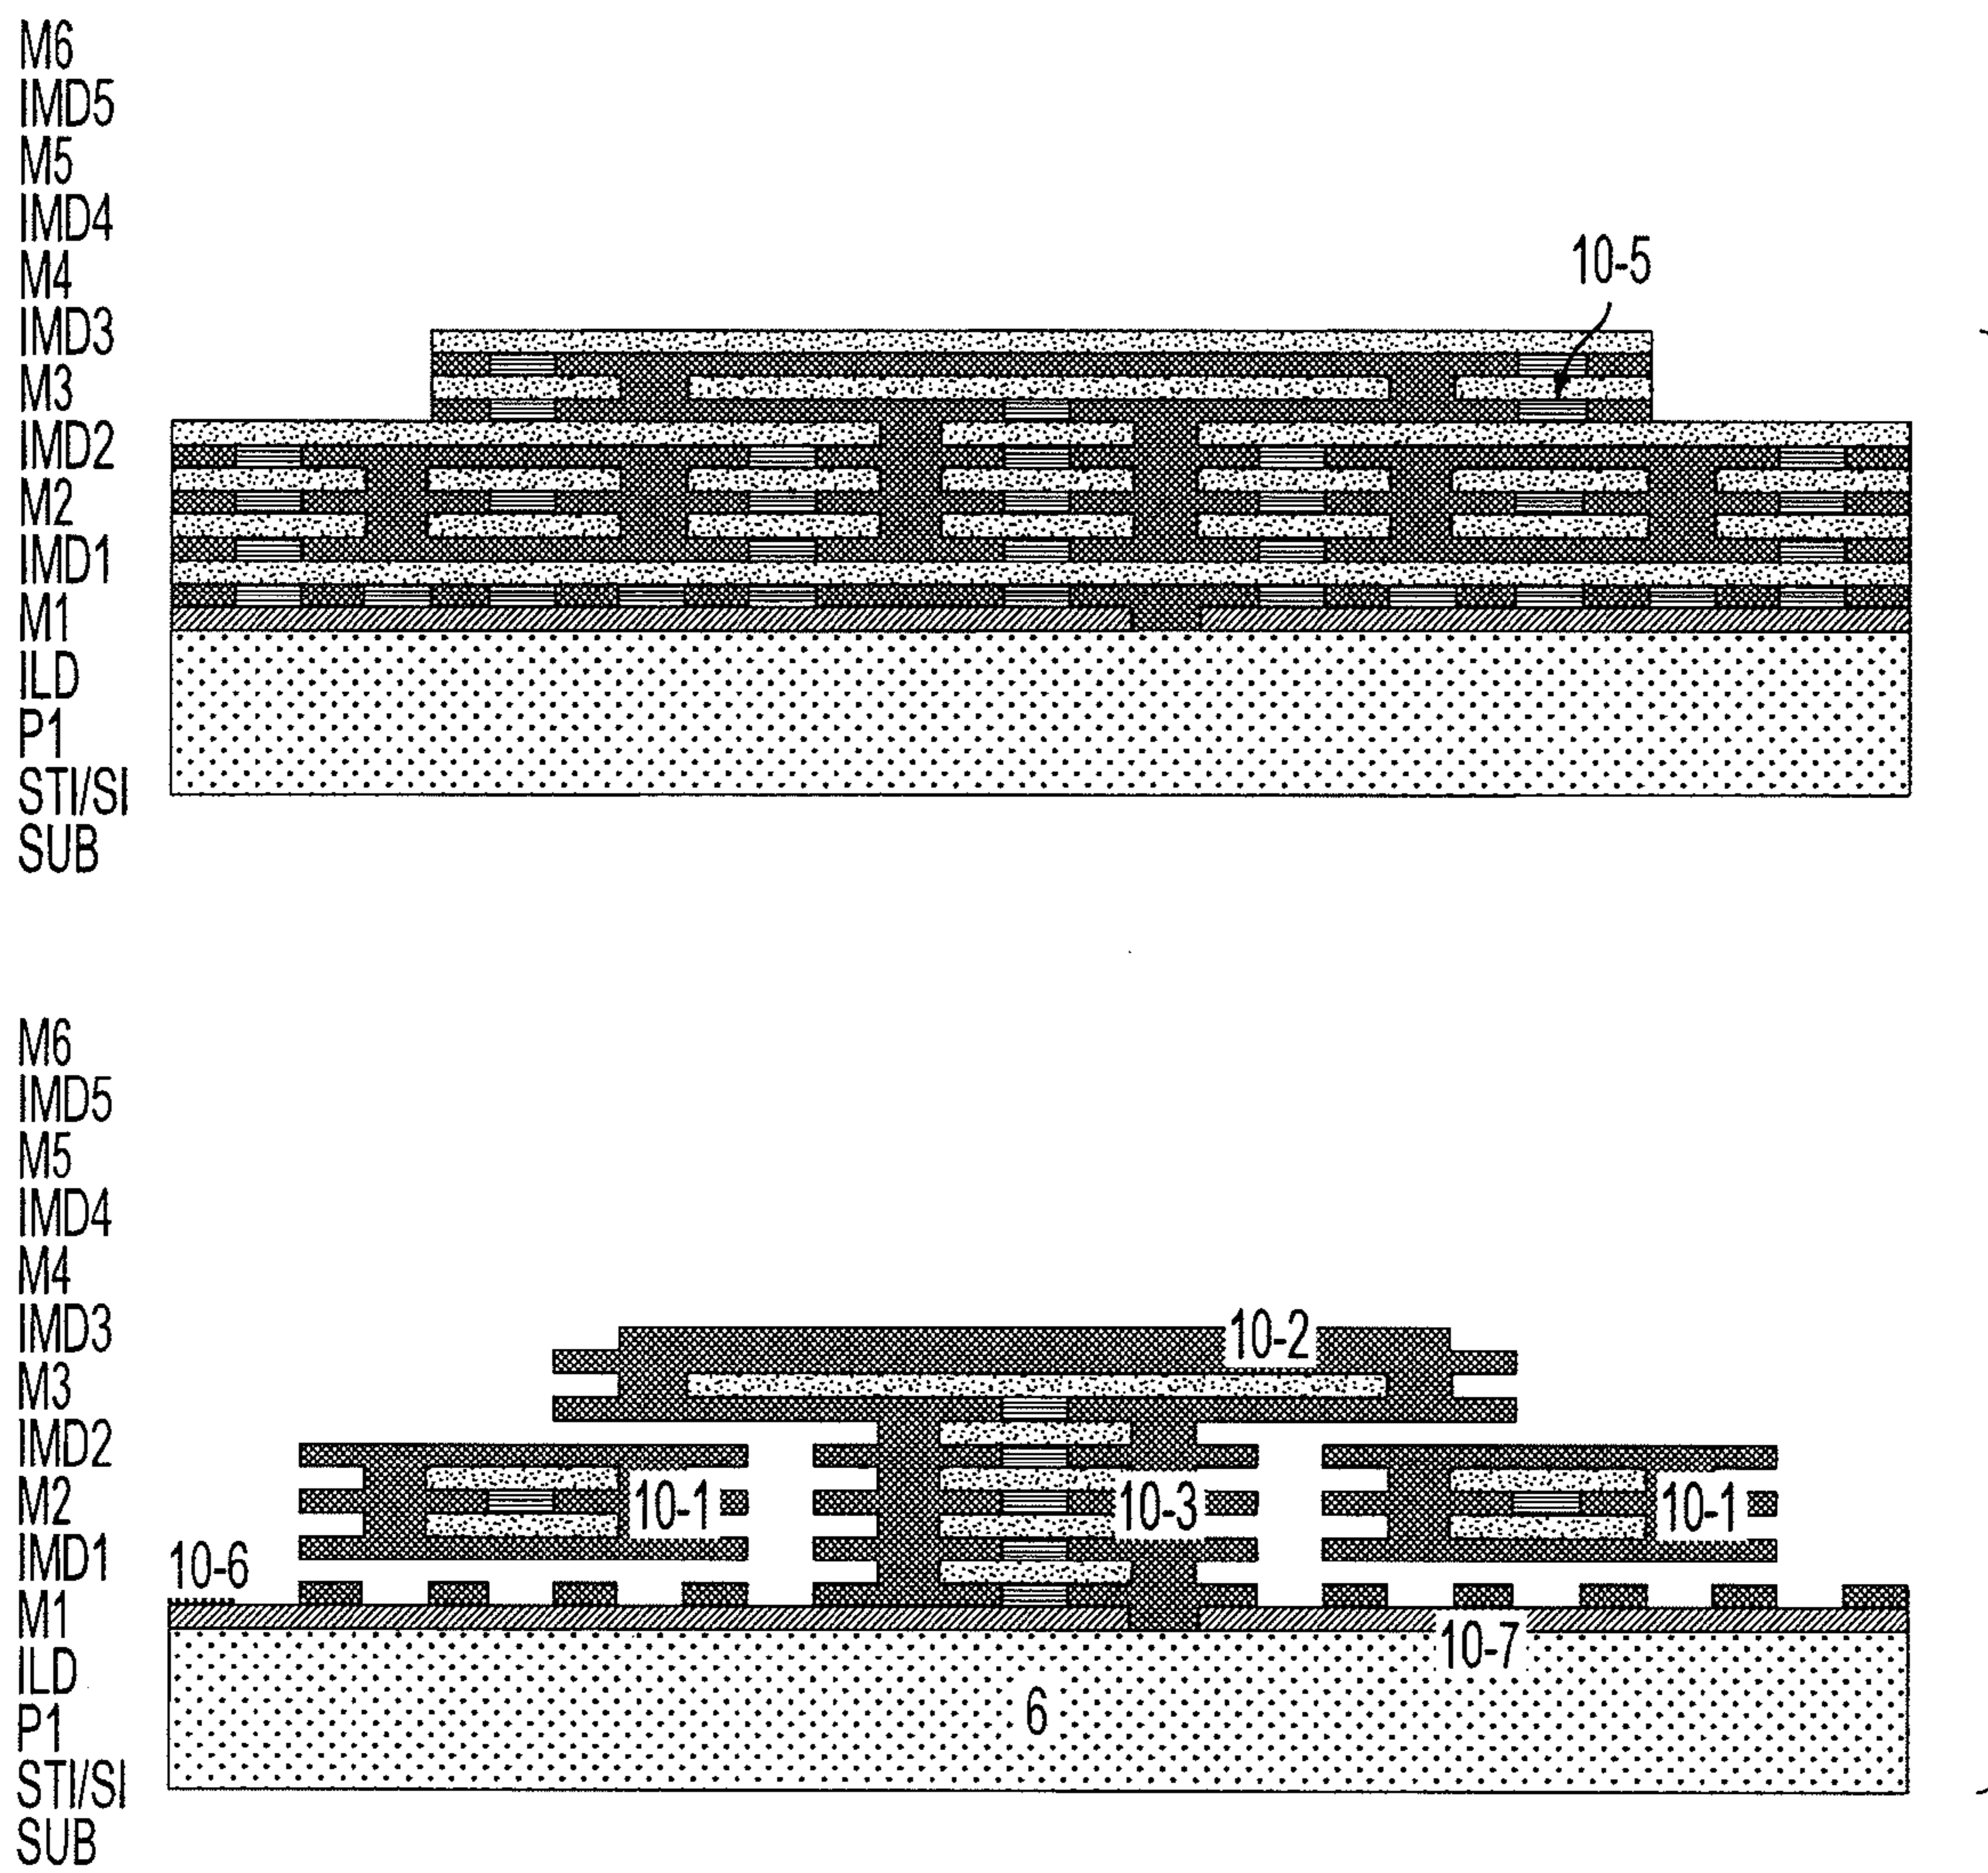 M6
IMD5
M5
IMD4
M4
IMD3
M3
IMD2
M2
IMD1
M1
ILD
P1
STI/SI
SUB
10-5
M6
IMD5
M5
IMD4
M4
IMD3
M3
IMD2
M2
IMD1
M1
ILD
P1
STI/SI
SUB
10-2
10-1
10-3
10-1
10-6
10-7
6